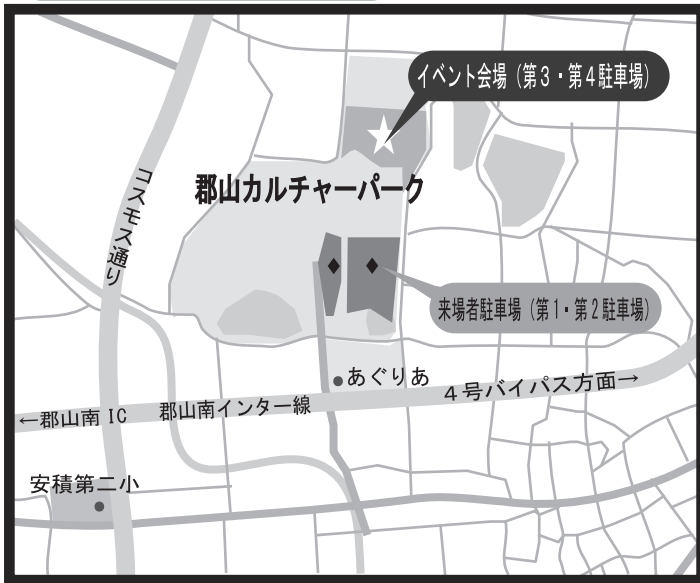 イベント会場（第3・第4駐車場）
郡山カルチャーパーク
コスモス通り
来場者駐車場（第1・第2駐車場）
あぐりあ
4号バイパス方面→
←郡山南 IC
郡山南インター線
安積第二小